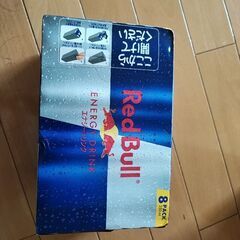 ここから
開けて
ください
Red Bull
ENERGY DRINK
エナジードリンク
8 PACK